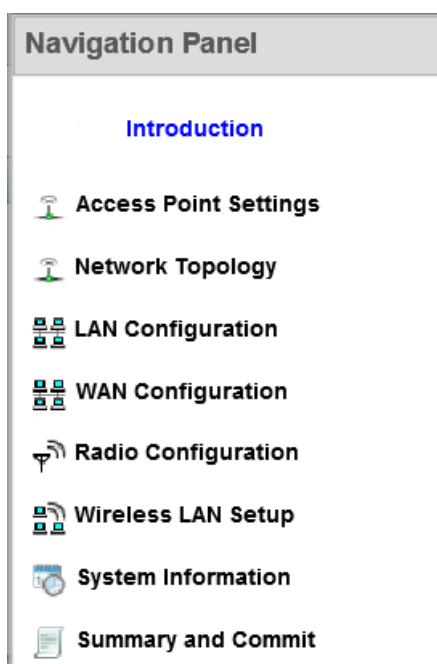 Navigation Panel
Introduction
Access Point Settings
Network Topology
LAN Configuration
WAN Configuration
Radio Configuration
Wireless LAN Setup
System Information
Summary and Commit